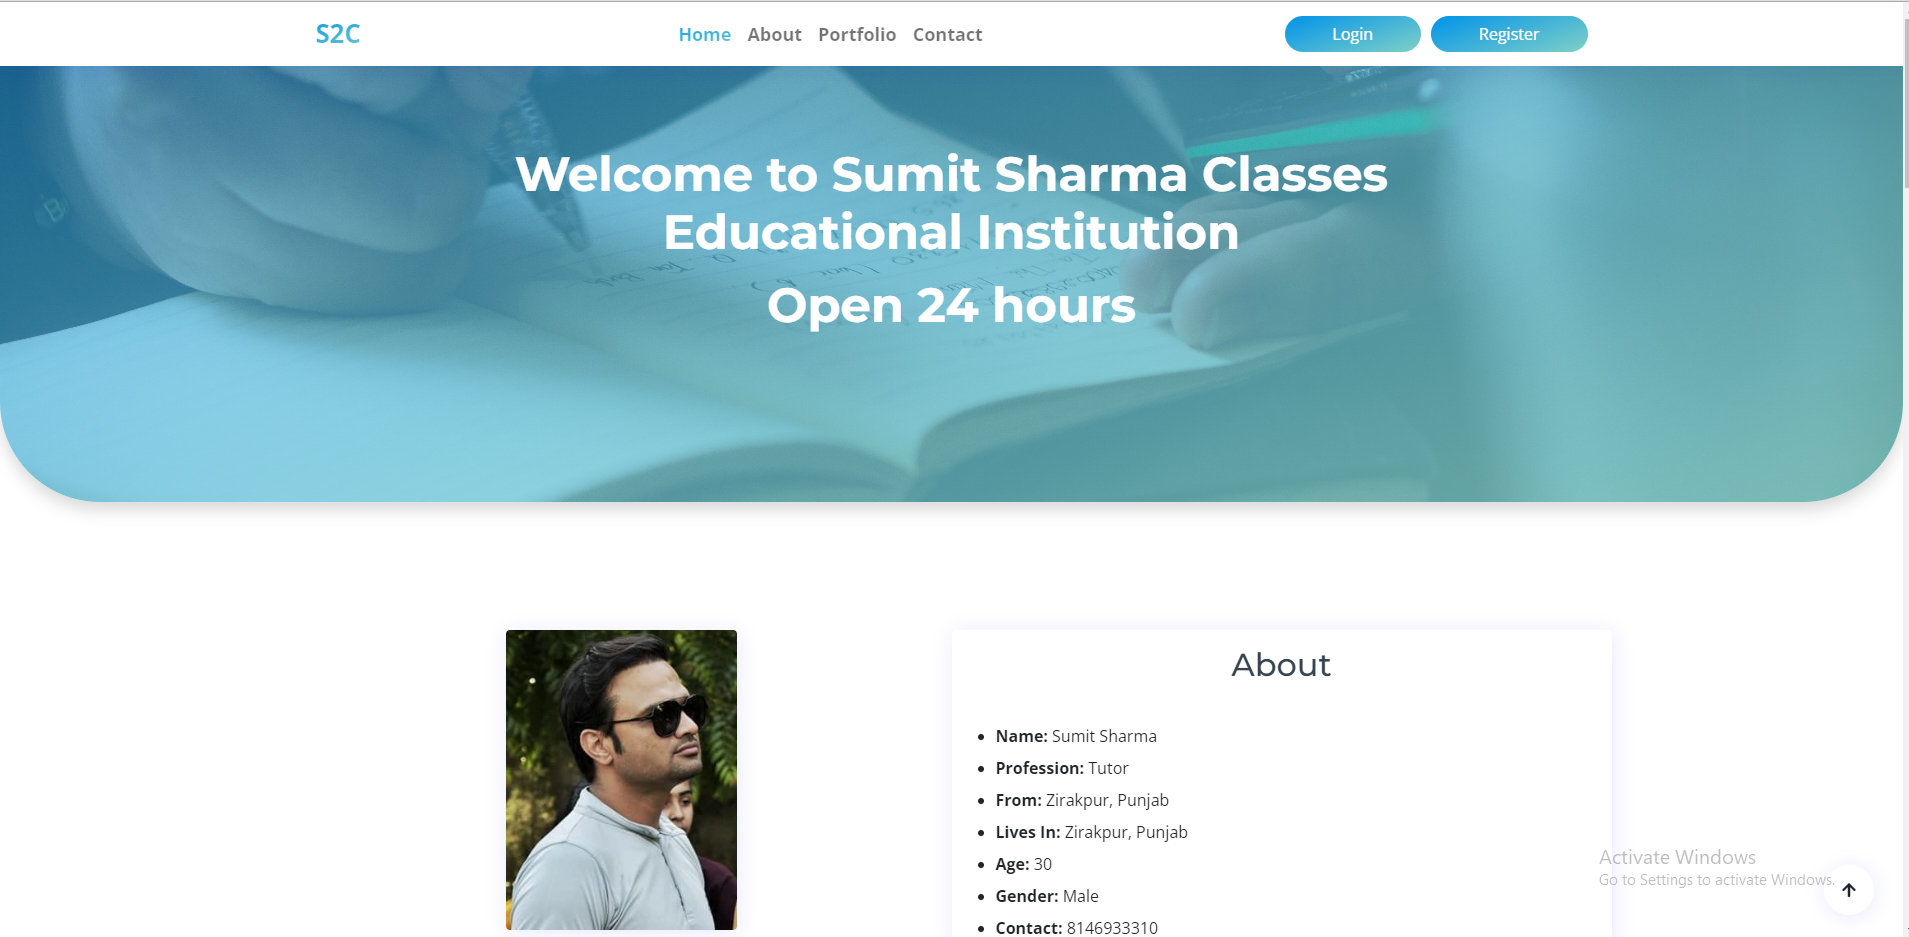 S2C
Home About Portfolio Contact
Login Register
Welcome to Sumit Sharma Classes
Educational Institution
Open 24 hours
About
Name: Sumit Sharma
Profession: Tutor
From: Zirakpur, Punjab
Lives In: Zirakpur, Punjab
Age: 30
Gender: Male
Contact: 8146933310
Activate Windows
Go to Settings to activate Windows.